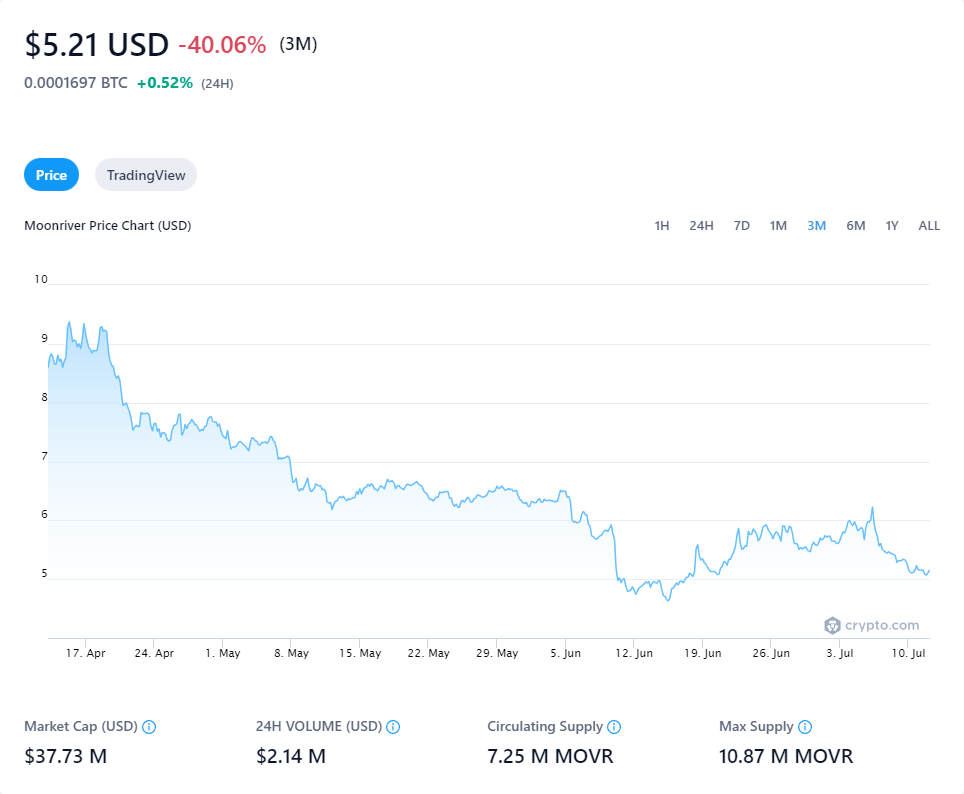 $5.21 USD -40.06% (3M)
0.0001697 BTC +0.52% (24H)
Price TradingView
Moonriver Price Chart (USD) 1H 24H 7D 1M 3M 6M 1Y ALL
10
9
8
7
6
5
crypto.com
17. Apr 24. Apr 1. May 8. May 15. May 22. May 29. May 5. Jun 12. Jun 19. Jun 26. Jun 3. Jul 10. Jul
Market Cap (USD) 24H VOLUME (USD) Circulating Supply Max Supply
$37.73 M $2.14 M 7.25 M MOVR 10.87 M MOVR